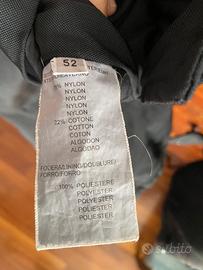 52
% NYLON
NYLON
NYLON
NYLON
NYLON
22% COTONE
COTTON
COTON
ALGODON
ALGODAO
FODERA/LINING/DOUBLURE/
FORRO/FORRO/
100% POLIESTERE
POLYESTER
POLYESTER
POLIESTER
POLIESTER
subito